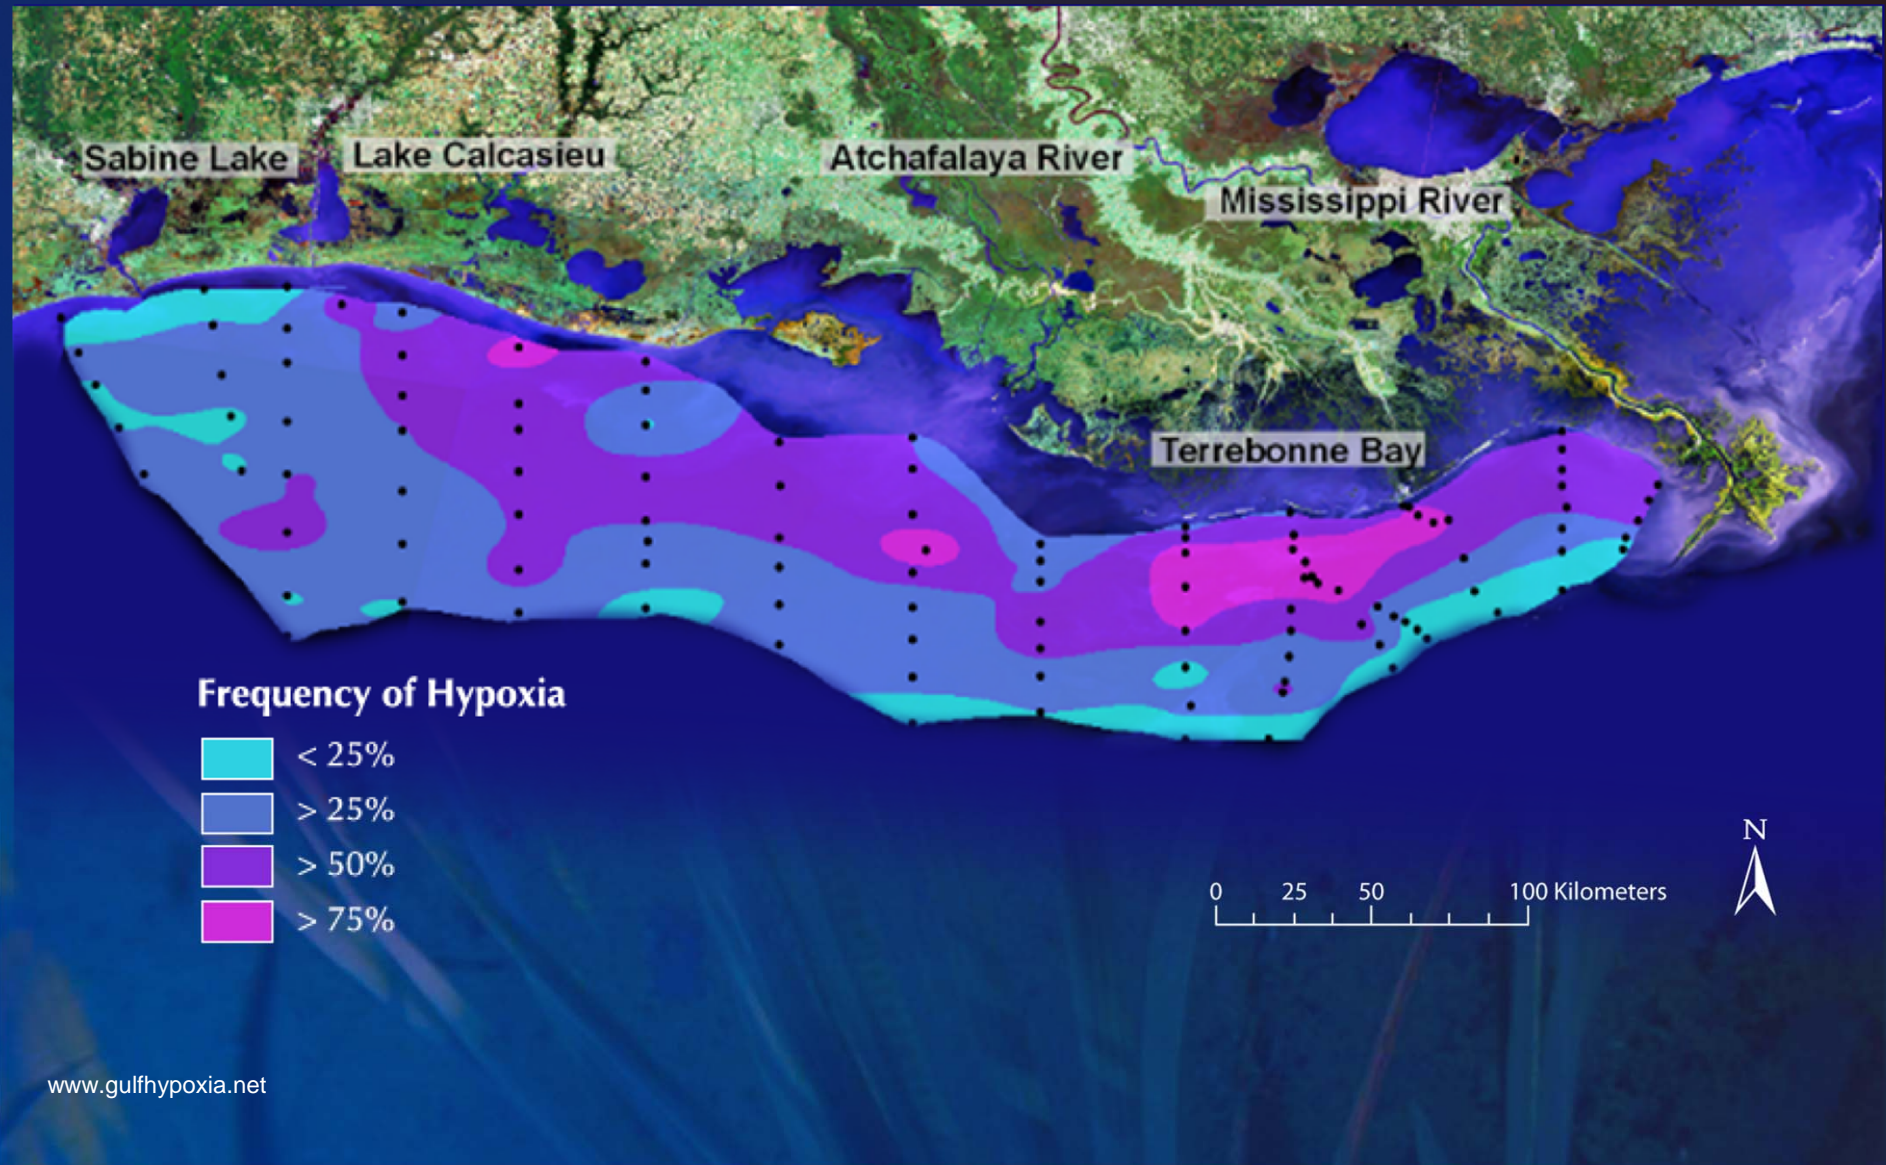 Sabine Lake
Lake Calcasieu
Atchafalaya River
Mississippi River
Terrebonne Bay
Frequency of Hypoxia
< 25%
> 25%
> 50%
> 75%
N
0 25 50 100 Kilometers
www.gulfhypoxia.net